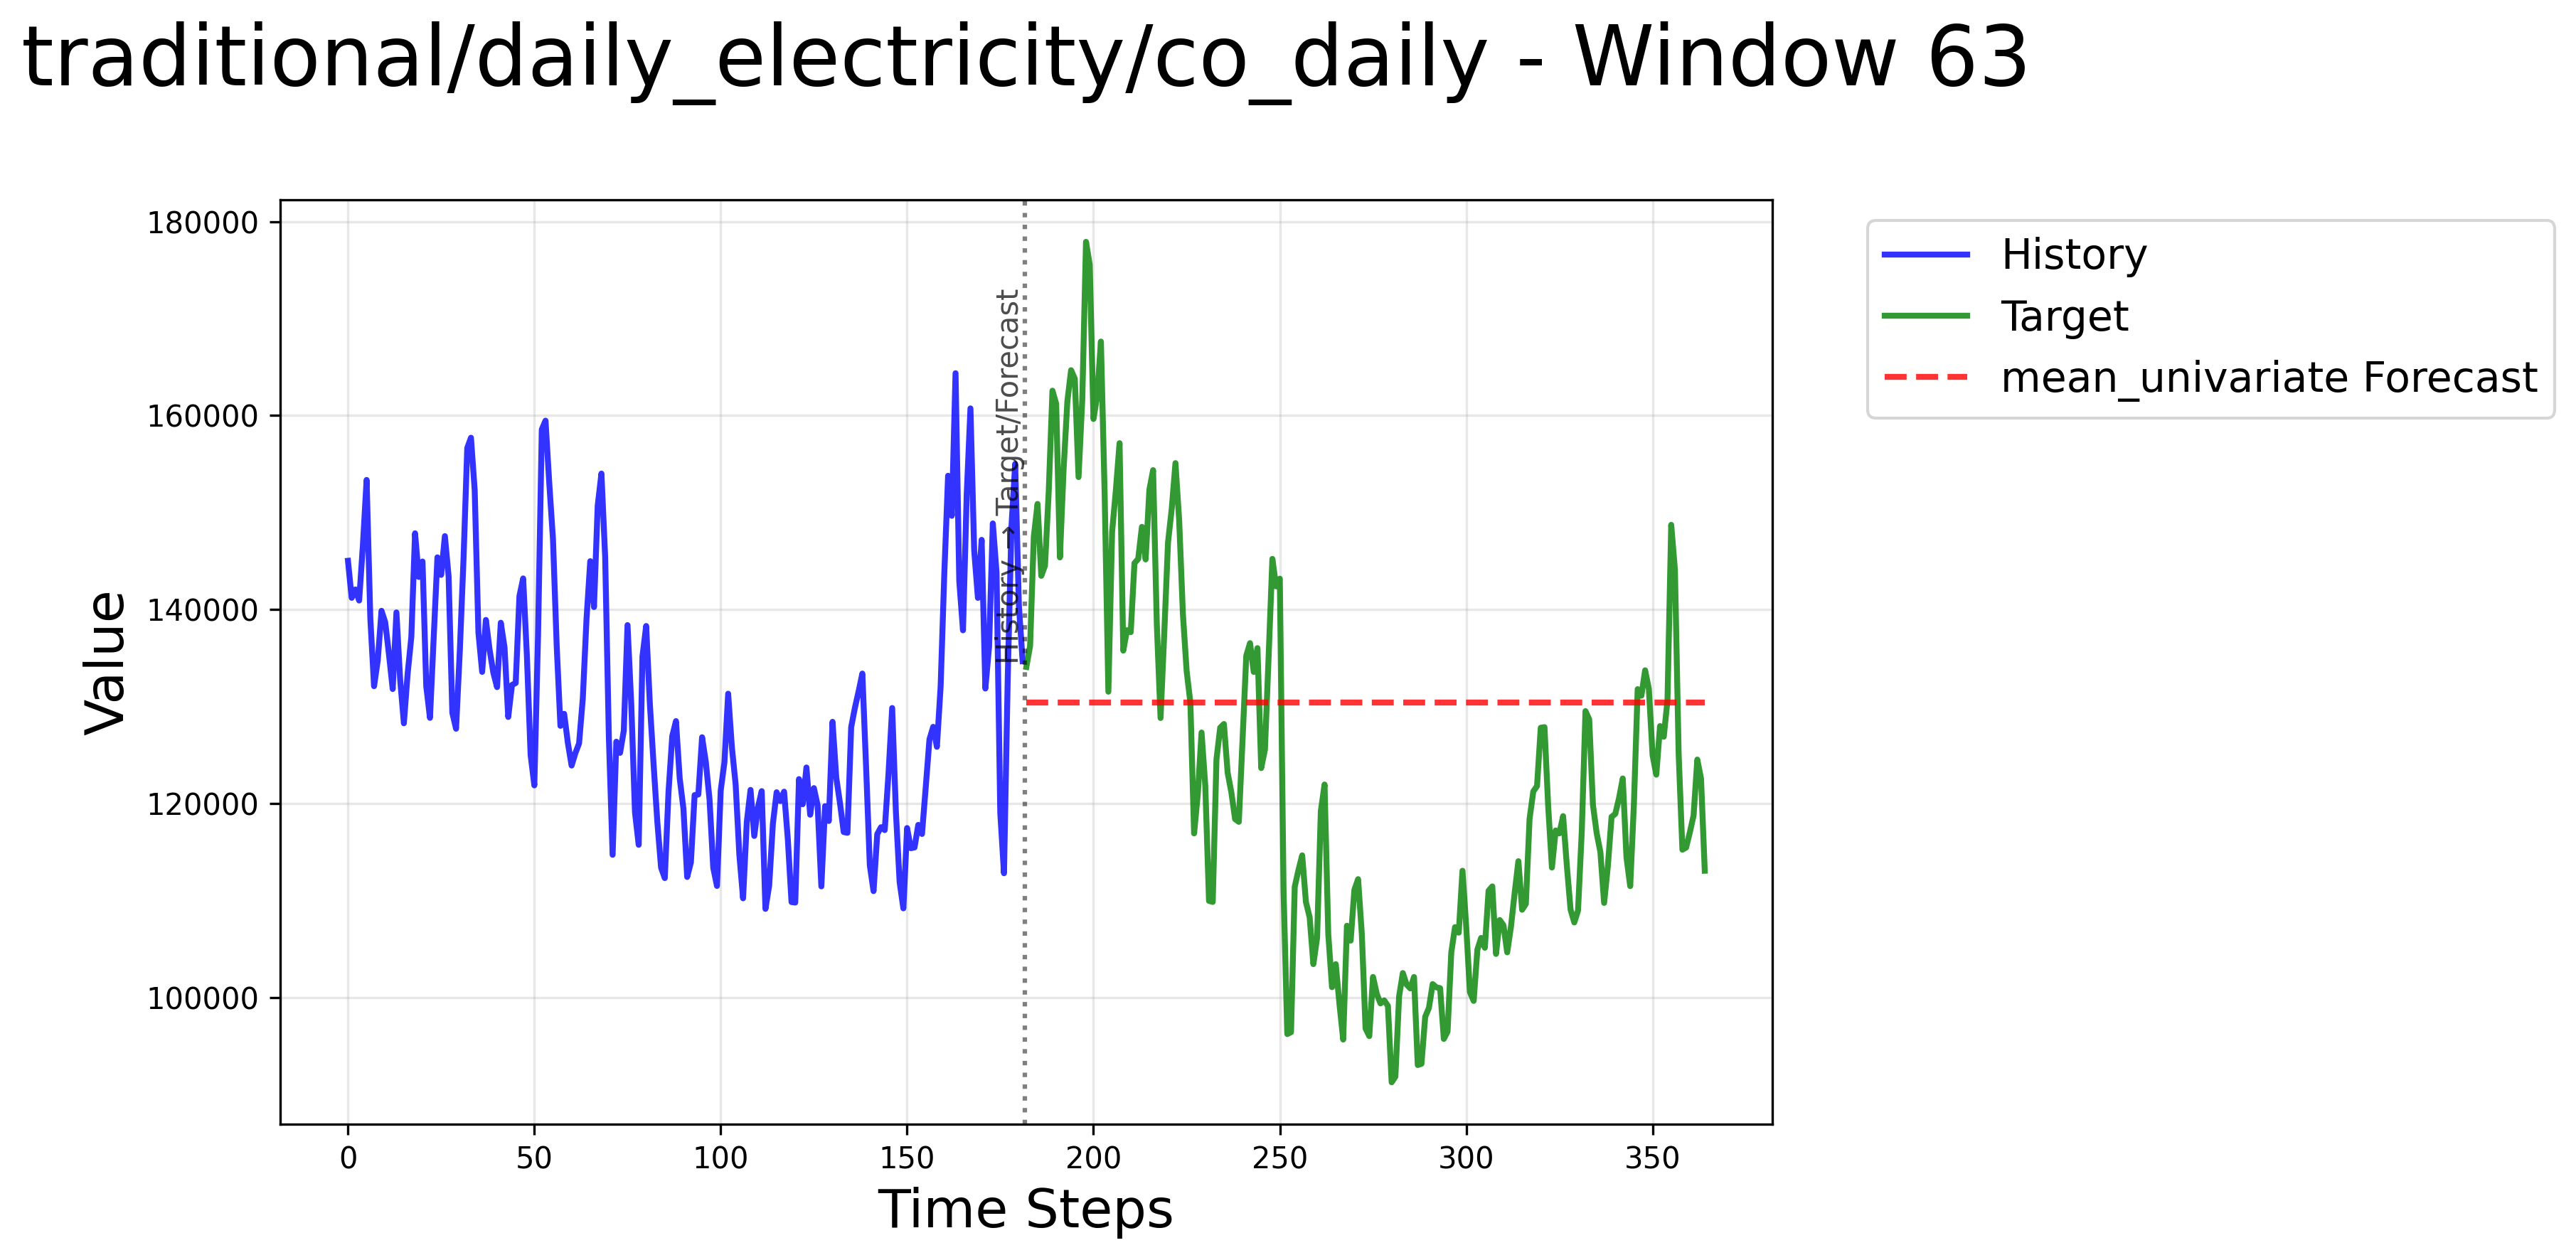 traditional/daily_electricity/co_daily - Window 63
180000
160000
140000
120000
100000
Value
History → Target/Forecast
0
50
100
150
200
250
300
350
Time Steps
History
Target
mean_univariate Forecast